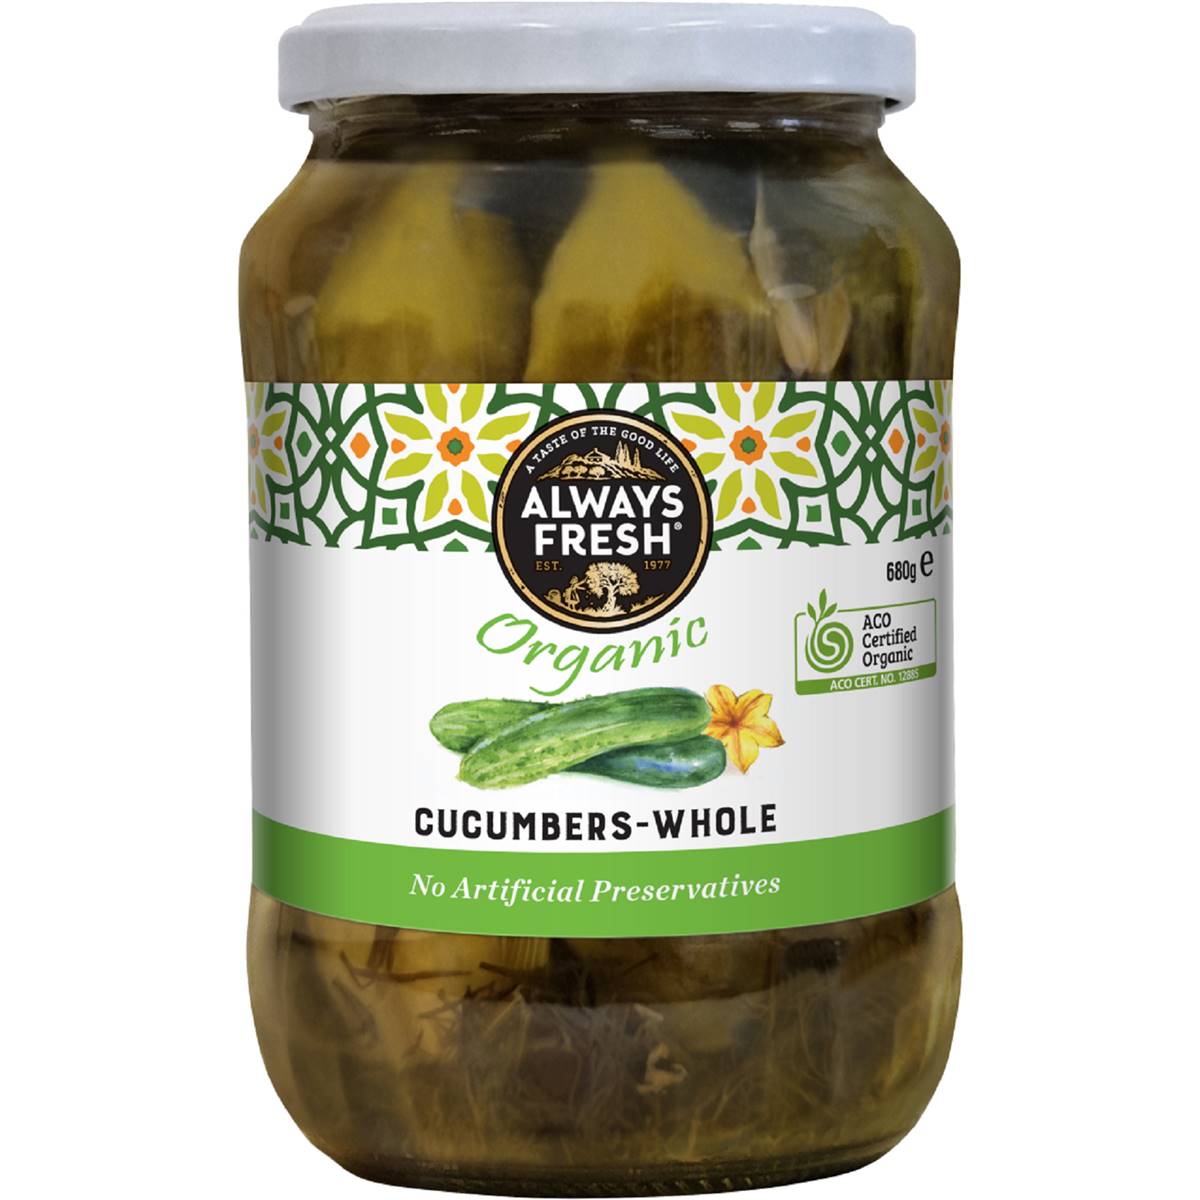 A TASTE OF THE GOOD LIFE
ALWAYS
FRESH®
EST. 1977
Organic
680g e
ACO
Certified
Organic
ACO CERT. NO. 12885
CUCUMBERS-WHOLE
No Artificial Preservatives